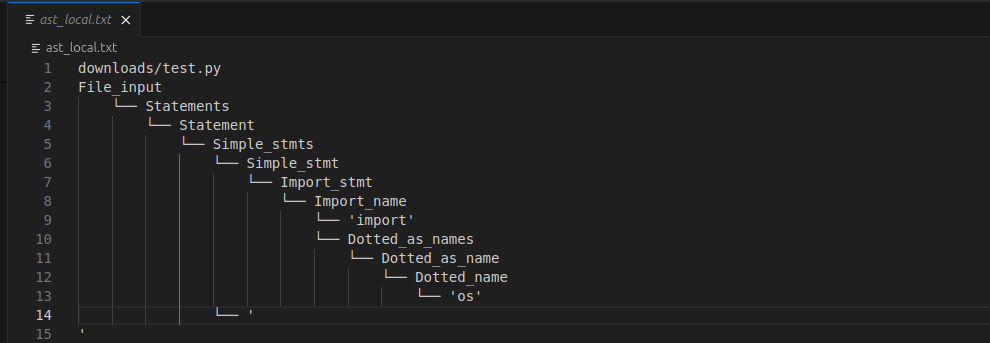 ast_local.txt ×
ast_local.txt
1 downloads/test.py
2 File_input
3     └── Statements
4         └── Statement
5             └── Simple_stmts
6                 └── Simple_stmt
7                     └── Import_stmt
8                         └── Import_name
9                             └── 'import'
10                            └── Dotted_as_names
11                                └── Dotted_as_name
12                                    └── Dotted_name
13                                        └── 'os'
14                └── '
15 '